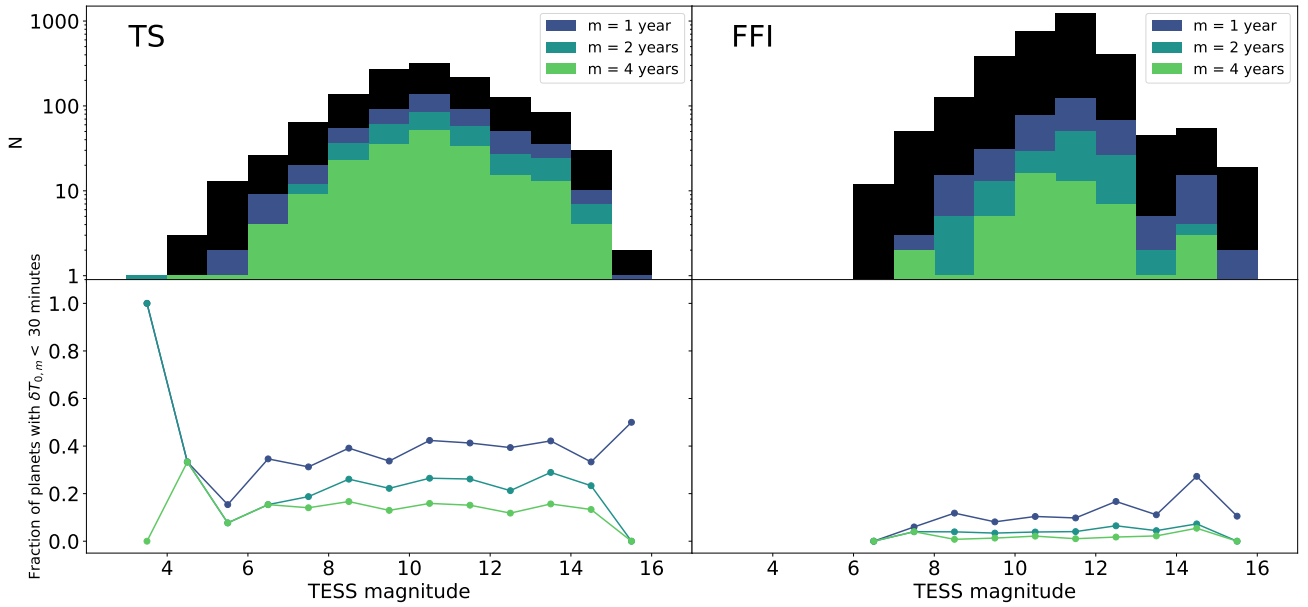 TS
m = 1 year
m = 2 years
m = 4 years
FFI
m = 1 year
m = 2 years
m = 4 years
N
1000
100
10
1
Fraction of planets with δT₀,ₘ < 30 minutes
1.0
0.8
0.6
0.4
0.2
0.0
4 6 8 10 12 14 16
4 6 8 10 12 14 16
TESS magnitude
TESS magnitude